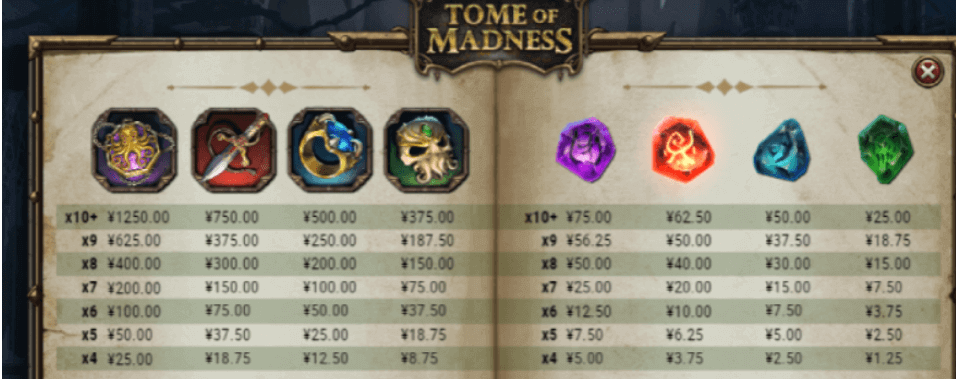 TOME OF
MADNESS
x10+ ¥1250.00 ¥750.00 ¥500.00 ¥375.00
x9 ¥625.00 ¥375.00 ¥250.00 ¥187.50
x8 ¥400.00 ¥300.00 ¥200.00 ¥150.00
x7 ¥200.00 ¥150.00 ¥100.00 ¥75.00
x6 ¥100.00 ¥75.00 ¥50.00 ¥37.50
x5 ¥50.00 ¥37.50 ¥25.00 ¥18.75
x4 ¥25.00 ¥18.75 ¥12.50 ¥8.75
x10+ ¥75.00 ¥62.50 ¥50.00 ¥25.00
x9 ¥56.25 ¥50.00 ¥37.50 ¥18.75
x8 ¥50.00 ¥40.00 ¥30.00 ¥15.00
x7 ¥25.00 ¥20.00 ¥15.00 ¥7.50
x6 ¥12.50 ¥10.00 ¥7.50 ¥3.75
x5 ¥7.50 ¥6.25 ¥5.00 ¥2.50
x4 ¥5.00 ¥3.75 ¥2.50 ¥1.25